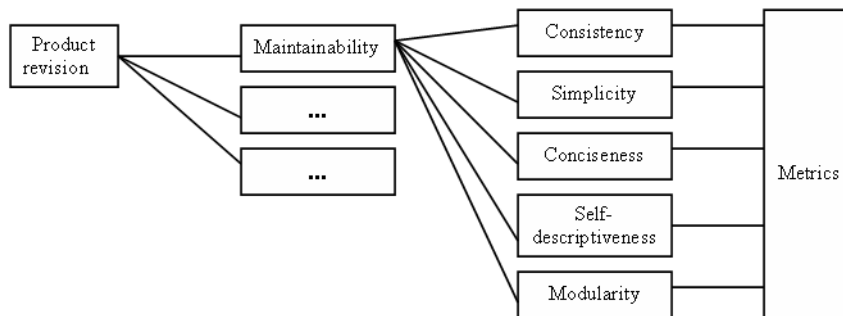 Product
revision
Maintainability
...
...
Consistency
Simplicity
Conciseness
Self-
descriptiveness
Modularity
Metrics